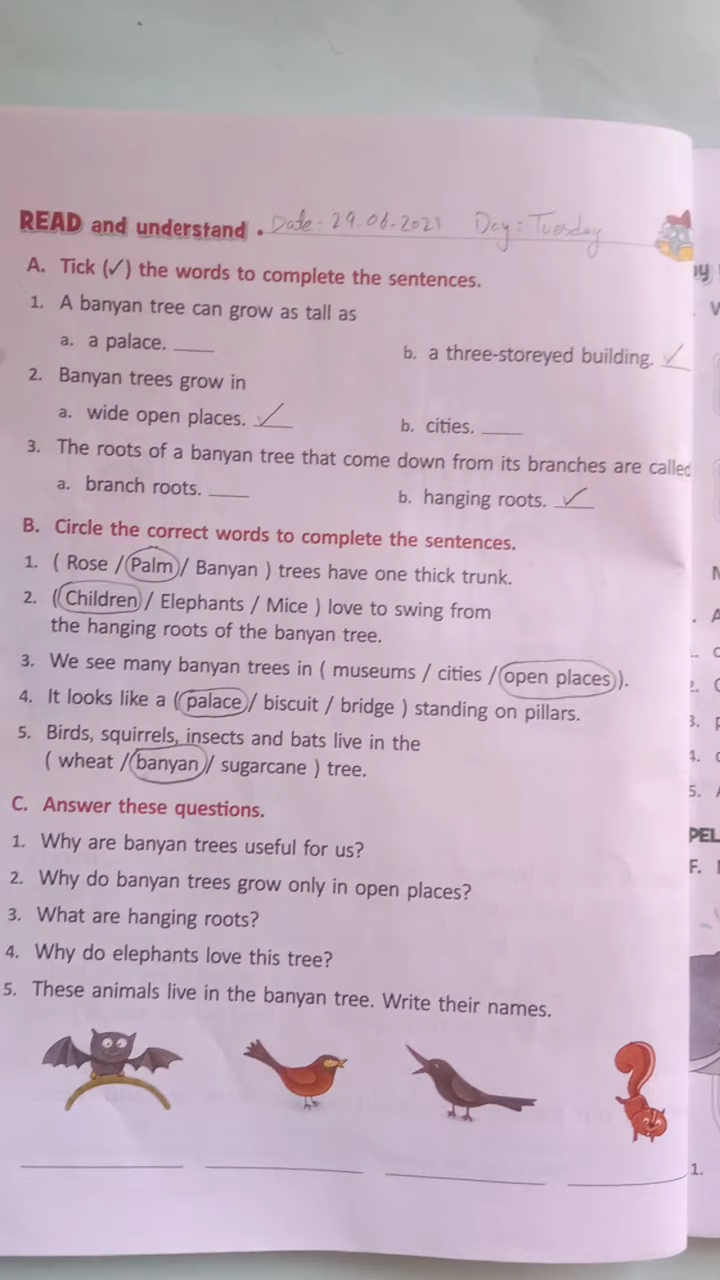 READ and understand . Date: 29.06-2021 Day = Tuesday
A. Tick (✓) the words to complete the sentences.
1. A banyan tree can grow as tall as
a. a palace. ____ b. a three-storeyed building. ✓
2. Banyan trees grow in
a. wide open places. ✓ b. cities. ____
3. The roots of a banyan tree that come down from its branches are called
a. branch roots. ____ b. hanging roots. ✓
B. Circle the correct words to complete the sentences.
1. ( Rose / Palm / Banyan ) trees have one thick trunk.
2. ( Children / Elephants / Mice ) love to swing from
the hanging roots of the banyan tree.
3. We see many banyan trees in ( museums / cities / open places ).
4. It looks like a ( palace / biscuit / bridge ) standing on pillars.
5. Birds, squirrels, insects and bats live in the
( wheat / banyan / sugarcane ) tree.
C. Answer these questions.
1. Why are banyan trees useful for us?
2. Why do banyan trees grow only in open places?
3. What are hanging roots?
4. Why do elephants love this tree?
5. These animals live in the banyan tree. Write their names.
4.
5.
PEL
F.
1.